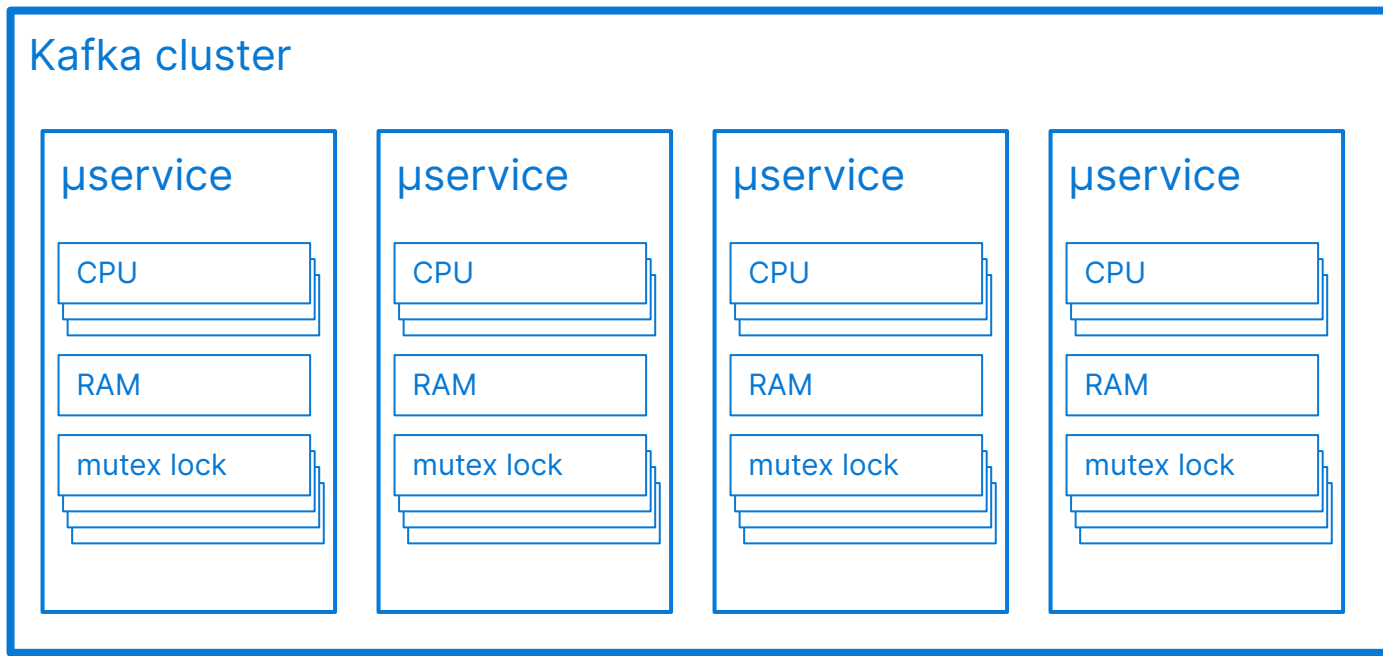 Kafka cluster
µservice
CPU
RAM
mutex lock
µservice
CPU
RAM
mutex lock
µservice
CPU
RAM
mutex lock
µservice
CPU
RAM
mutex lock